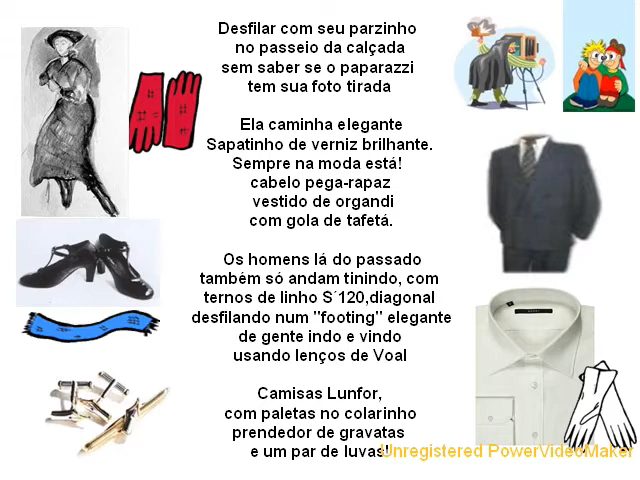 Desfilar com seu parzinho
no passeio da calçada
sem saber se o paparazzi
tem sua foto tirada
Ela caminha elegante
Sapatinho de verniz brilhante.
Sempre na moda está!
cabelo pega-rapaz
vestido de organdi
com gola de tafetá.
Os homens lá do passado
também só andam tinindo, com
ternos de linho S´120,diagonal
desfilando num "footing" elegante
de gente indo e vindo
usando lenços de Voal
Camisas Lunfor,
com paletas no colarinho
prendedor de gravatas
e um par de luvas!
Unregistered PowerVideoMaker